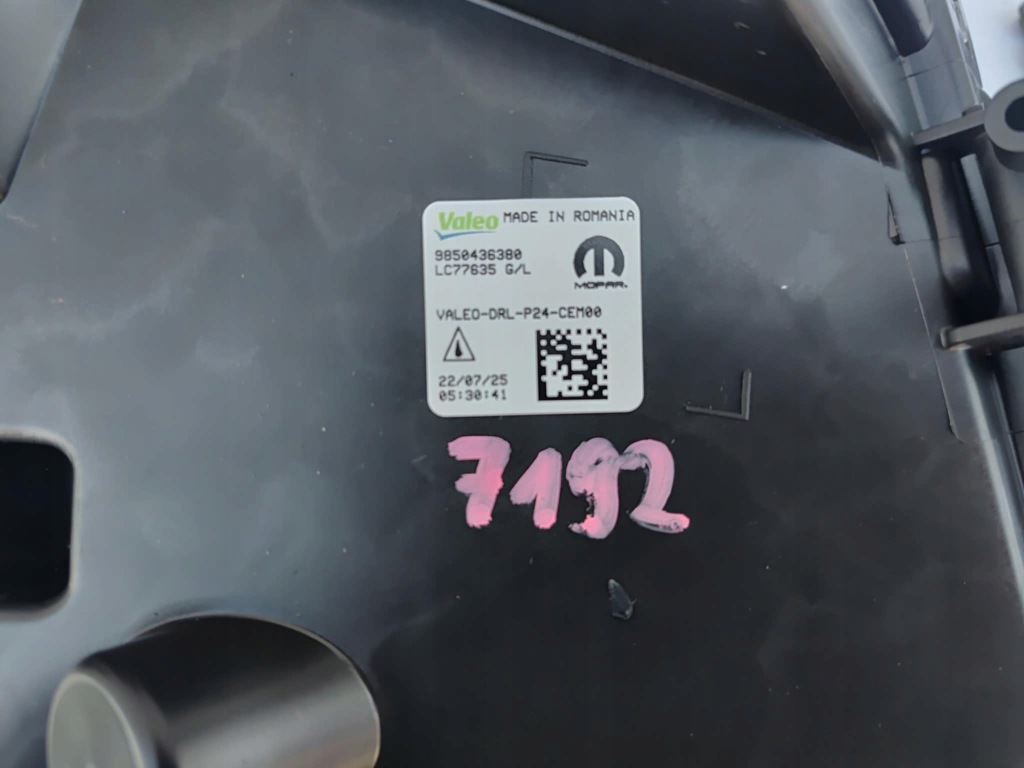 Valeo MADE IN ROMANIA
9850436380
LC77635 G/L
MOPAR.
VALEO-DRL-P24-CEM00
22/07/25
05:30:41
7192